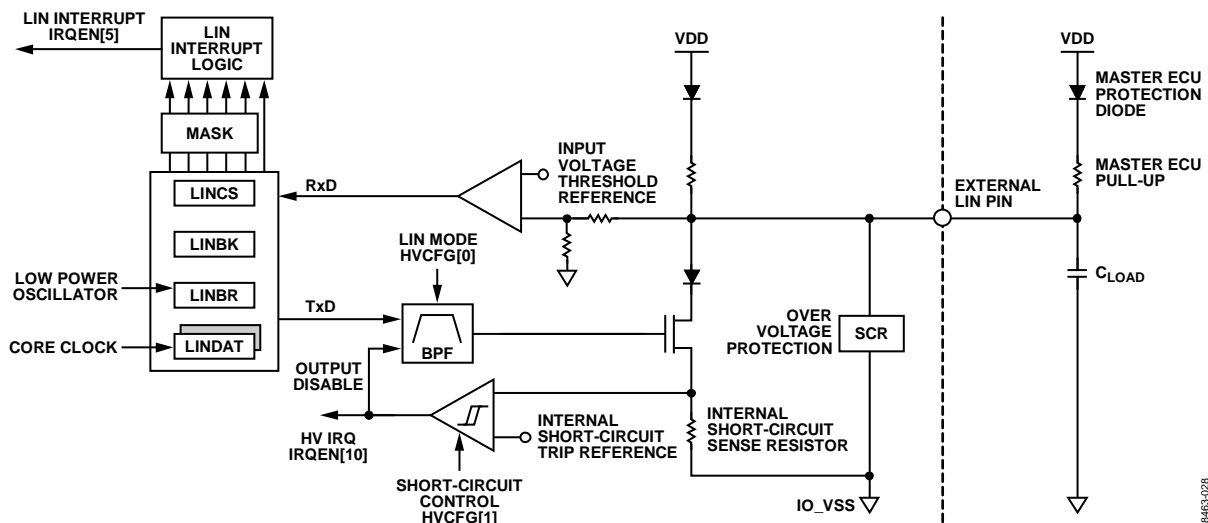 LIN INTERRUPT
IRQEN[5]
LIN
INTERRUPT
LOGIC
MASK
LINCS
LINBK
LINBR
LINDAT
LOW POWER
OSCILLATOR
CORE CLOCK
RxD
TxD
INPUT
VOLTAGE
THRESHOLD
REFERENCE
LIN MODE
HVCFG[0]
BPF
OUTPUT
DISABLE
HV IRQ
IRQEN[10]
SHORT-CIRCUIT
CONTROL
HVCFG[1]
INTERNAL
SHORT-CIRCUIT
TRIP REFERENCE
INTERNAL
SHORT-CIRCUIT
SENSE RESISTOR
VDD
OVER
VOLTAGE
PROTECTION
SCR
IO_VSS
EXTERNAL
LIN PIN
VDD
MASTER ECU
PROTECTION
DIODE
MASTER ECU
PULL-UP
CLOAD
8463-028